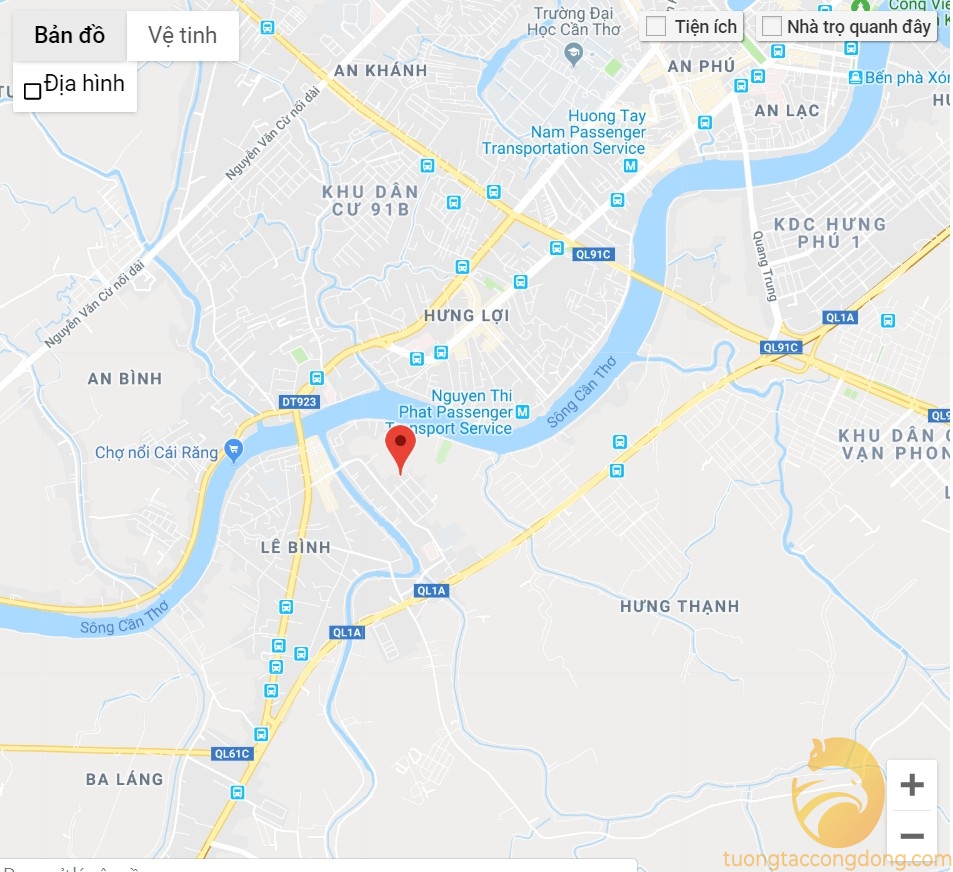 Bản đồ
Vệ tinh
Địa hình
Tiện ích
Nhà trọ quanh đây
Trường Đại
Học Cần Thơ
AN KHÁNH
AN PHÚ
Bến phà Xóm
AN LẠC
Huong Tay
Nam Passenger
Transportation Service
Nguyễn Văn Cừ nối dài
KHU DÂN
CƯ 91B
KDC HƯNG
PHÚ 1
Quang Trung
QL91C
Nguyễn Văn Cừ nối dài
HƯNG LỢI
QL1A
QL91C
AN BÌNH
DT923
Nguyen Thi
Phat Passenger
Transport Service
Sông Cần Thơ
Chợ nổi Cái Răng
KHU DÂN C
VẠN PHON
LÊ BÌNH
QL1A
HƯNG THẠNH
Sông Cần Thơ
QL1A
QL61C
BA LÁNG
tuongtaccongdong.com